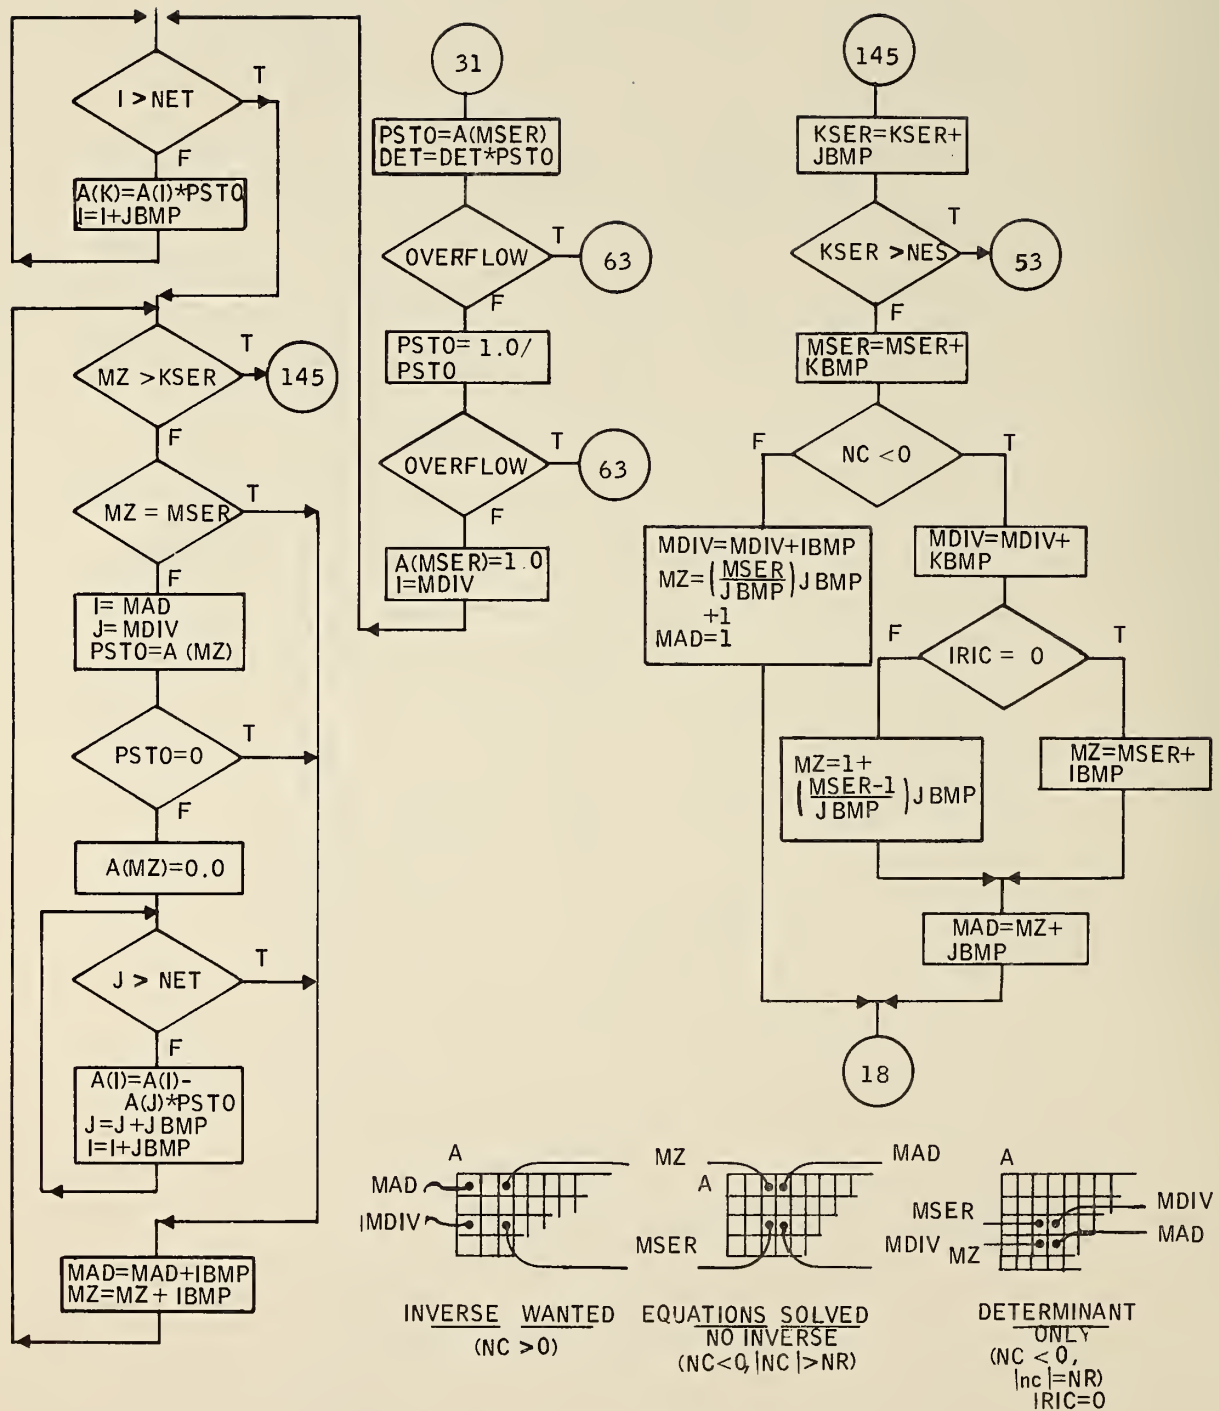 I > NET
T
F
A(K)=A(I)*PSTO
I=I+JBMP
MZ >KSER
T
145
F
MZ = MSER
T
F
I= MAD
J= MDIV
PSTO=A (MZ)
PSTO=0
T
F
A(MZ)=0.0
J > NET
T
F
A(I)=A(I)-
A(J)*PSTO
J=J+JBMP
I=I+JBMP
MAD=MAD+IBMP
MZ=MZ+ IBMP
31
PSTO=A(MSER)
DET=DET*PSTO
OVERFLOW
T
63
F
PSTO= 1.0/
PSTO
OVERFLOW
T
63
F
A(MSER)=1.0
I=MDIV
145
KSER=KSER+
JBMP
KSER >NES
T
53
F
MSER=MSER+
KBMP
F
NC <0
T
MDIV=MDIV+IBMP
MZ=(MSER/JBMP)JBMP
+1
MAD=1
MDIV=MDIV+
KBMP
F
IRIC = 0
T
MZ=1+
(MSER-1/JBMP)JBMP
MZ=MSER+
IBMP
MAD=MZ+
JBMP
18
A
MAD
MDIV
INVERSE WANTED
(NC >0)
MZ
MAD
A
MSER
MDIV
EQUATIONS SOLVED
NO INVERSE
(NC<0,|NC|>NR)
A
MSER
MDIV
MZ
MAD
DETERMINANT
ONLY
(NC <0,
|nc|=NR)
IRIC=0